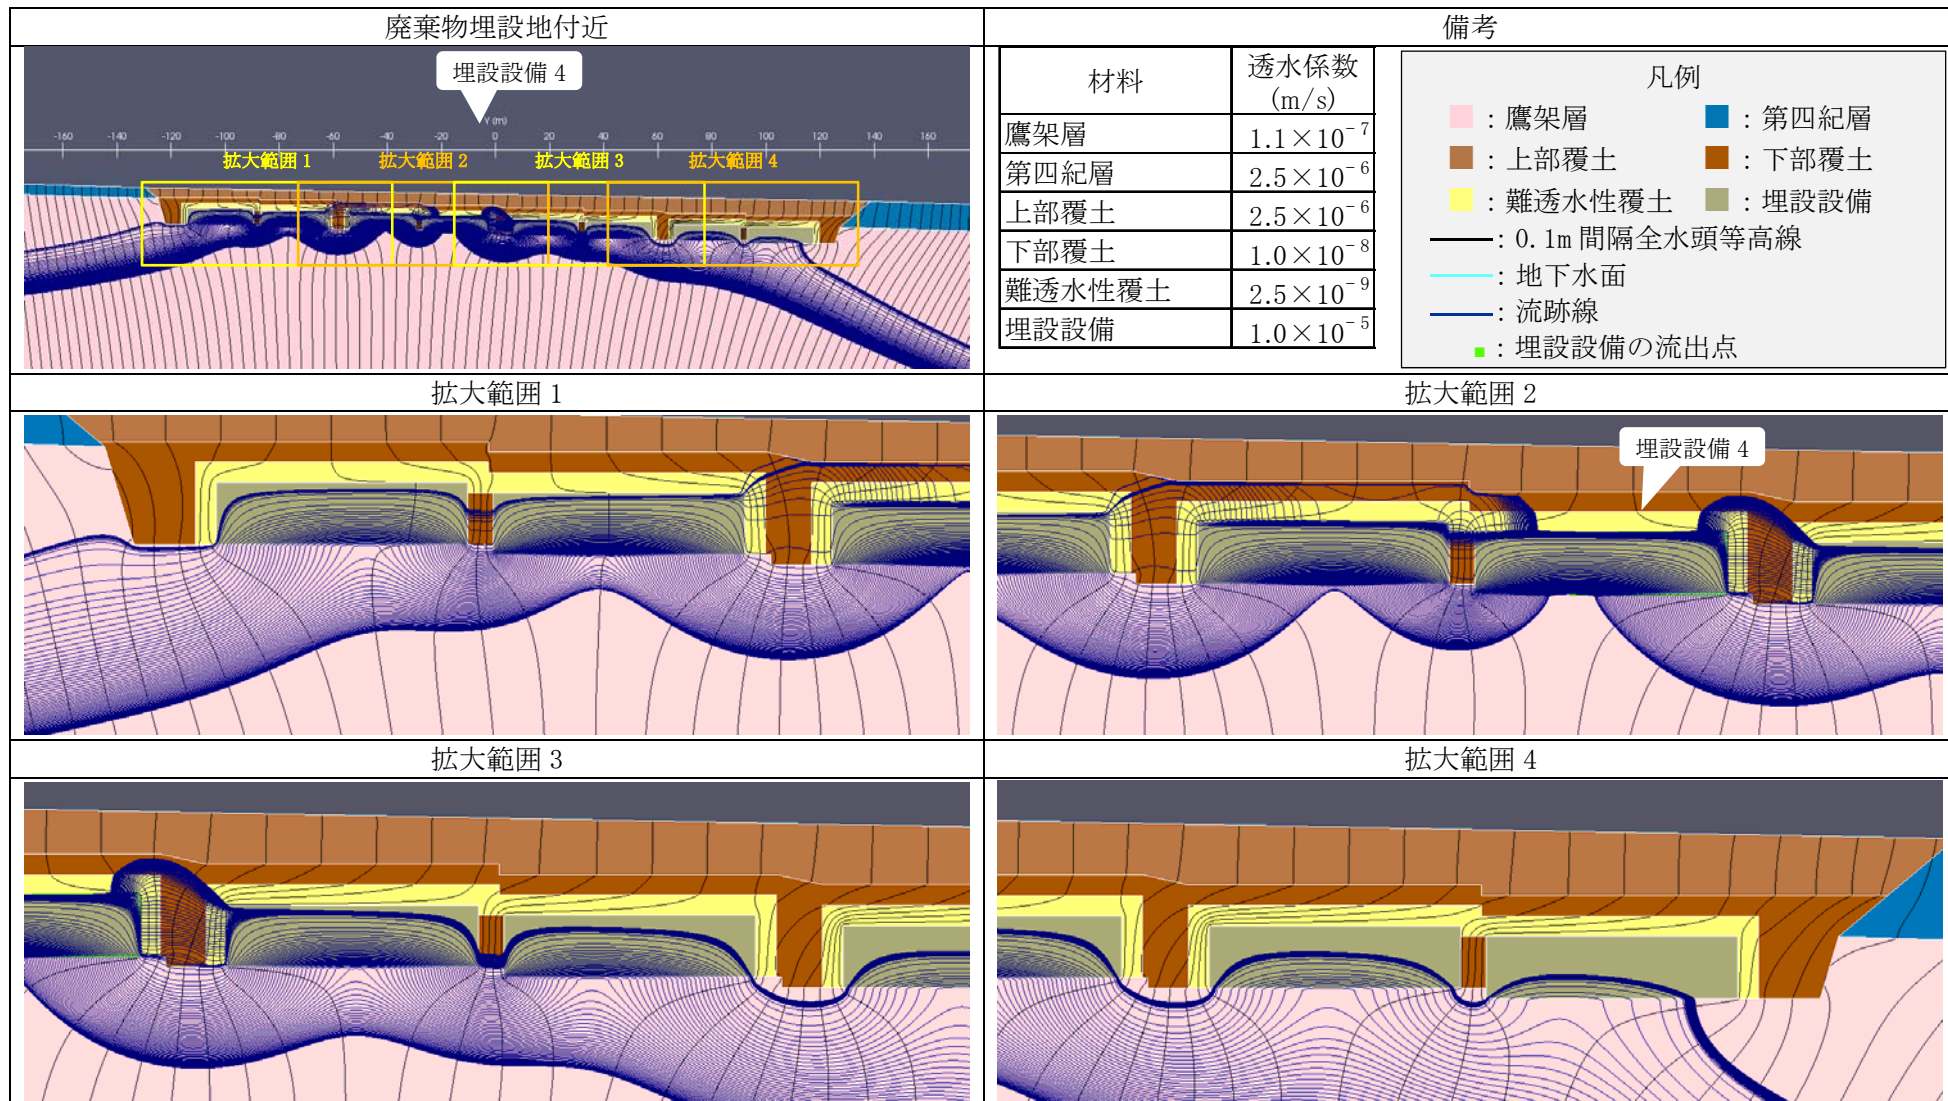 廃棄物埋設地付近
備考
埋設設備 4
Y (m)
-160 -140 -120 -100 -80 -60 -40 -20 0 20 40 60 80 100 120 140 160
拡大範囲 1 拡大範囲 2 拡大範囲 3 拡大範囲 4
材料 透水係数 (m/s)
鷹架層 1.1×10⁻⁷
第四紀層 2.5×10⁻⁶
上部覆土 2.5×10⁻⁶
下部覆土 1.0×10⁻⁸
難透水性覆土 2.5×10⁻⁹
埋設設備 1.0×10⁻⁵
凡例
：鷹架層 ：第四紀層
：上部覆土 ：下部覆土
：難透水性覆土 ：埋設設備
：0.1m 間隔全水頭等高線
：地下水面
：流跡線
：埋設設備の流出点
拡大範囲 1
拡大範囲 2
埋設設備 4
拡大範囲 3
拡大範囲 4